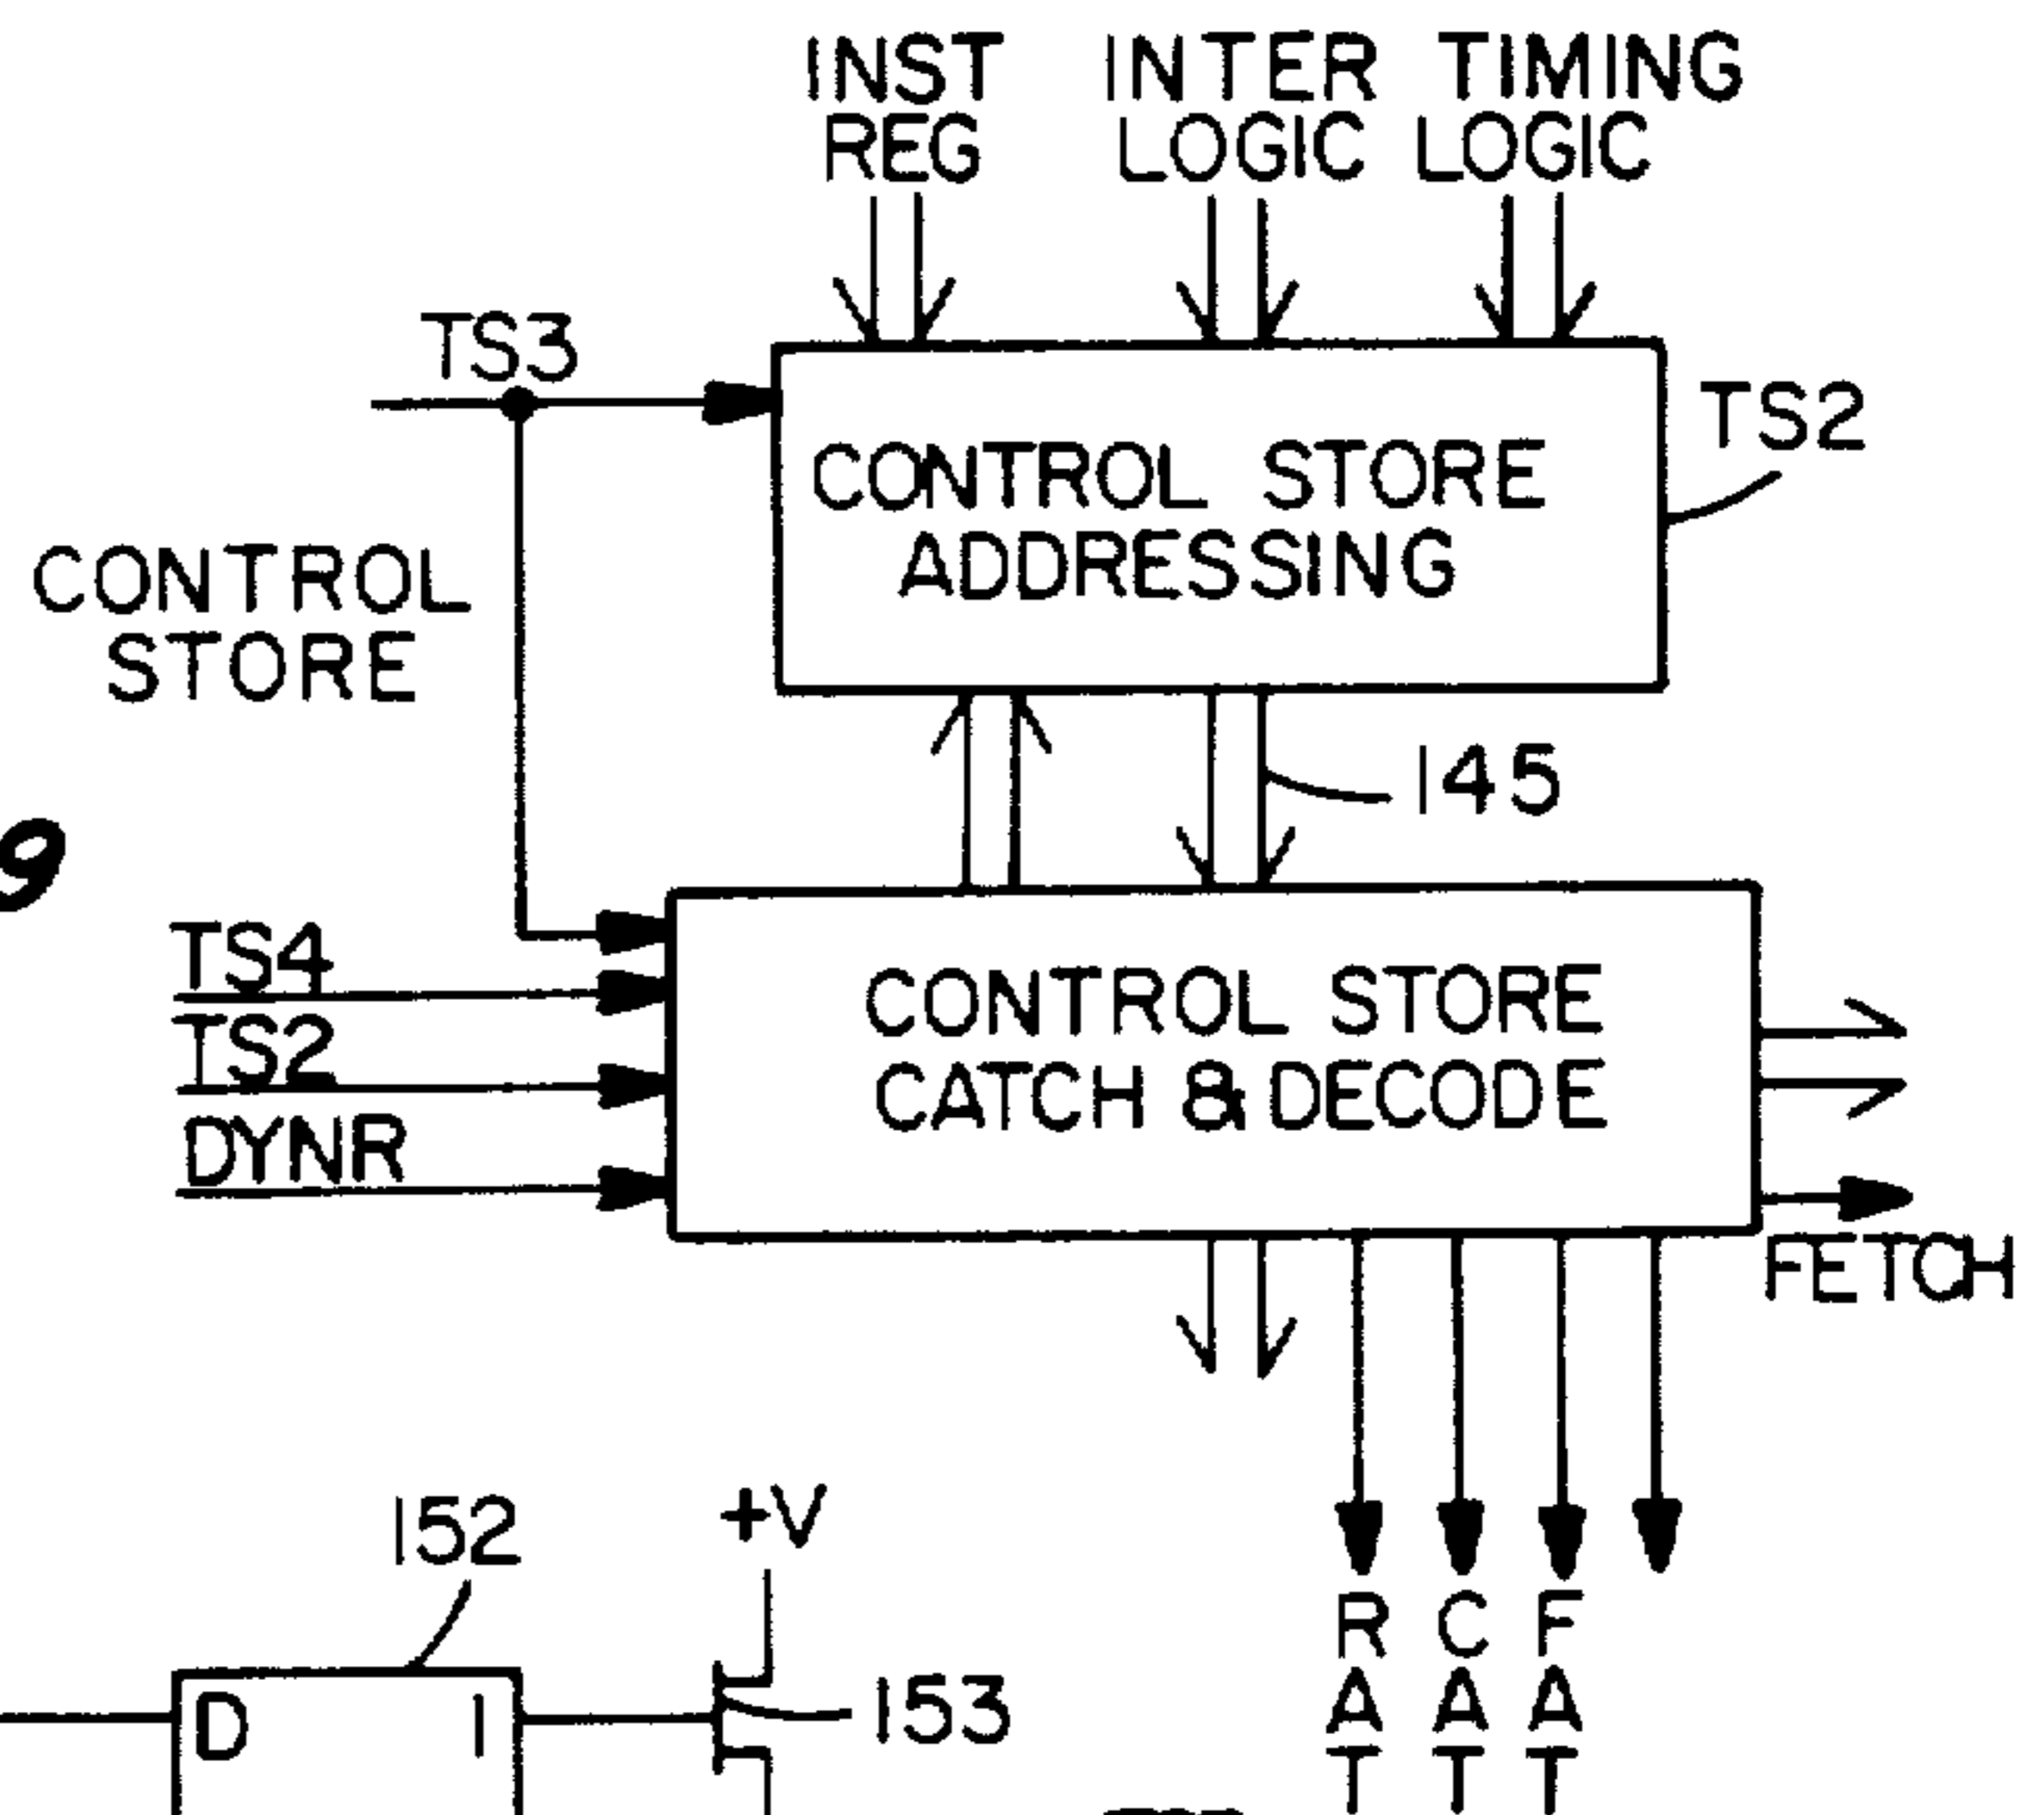 INST INTER TIMING
REG LOGIC LOGIC
TS3
TS2
CONTROL STORE
ADDRESSING
CONTROL
STORE
145
9
TS4
TS2
DYNR
CONTROL STORE
CATCH & DECODE
FETCH
152
+V
R C F
A A A
T T T
D 1
153